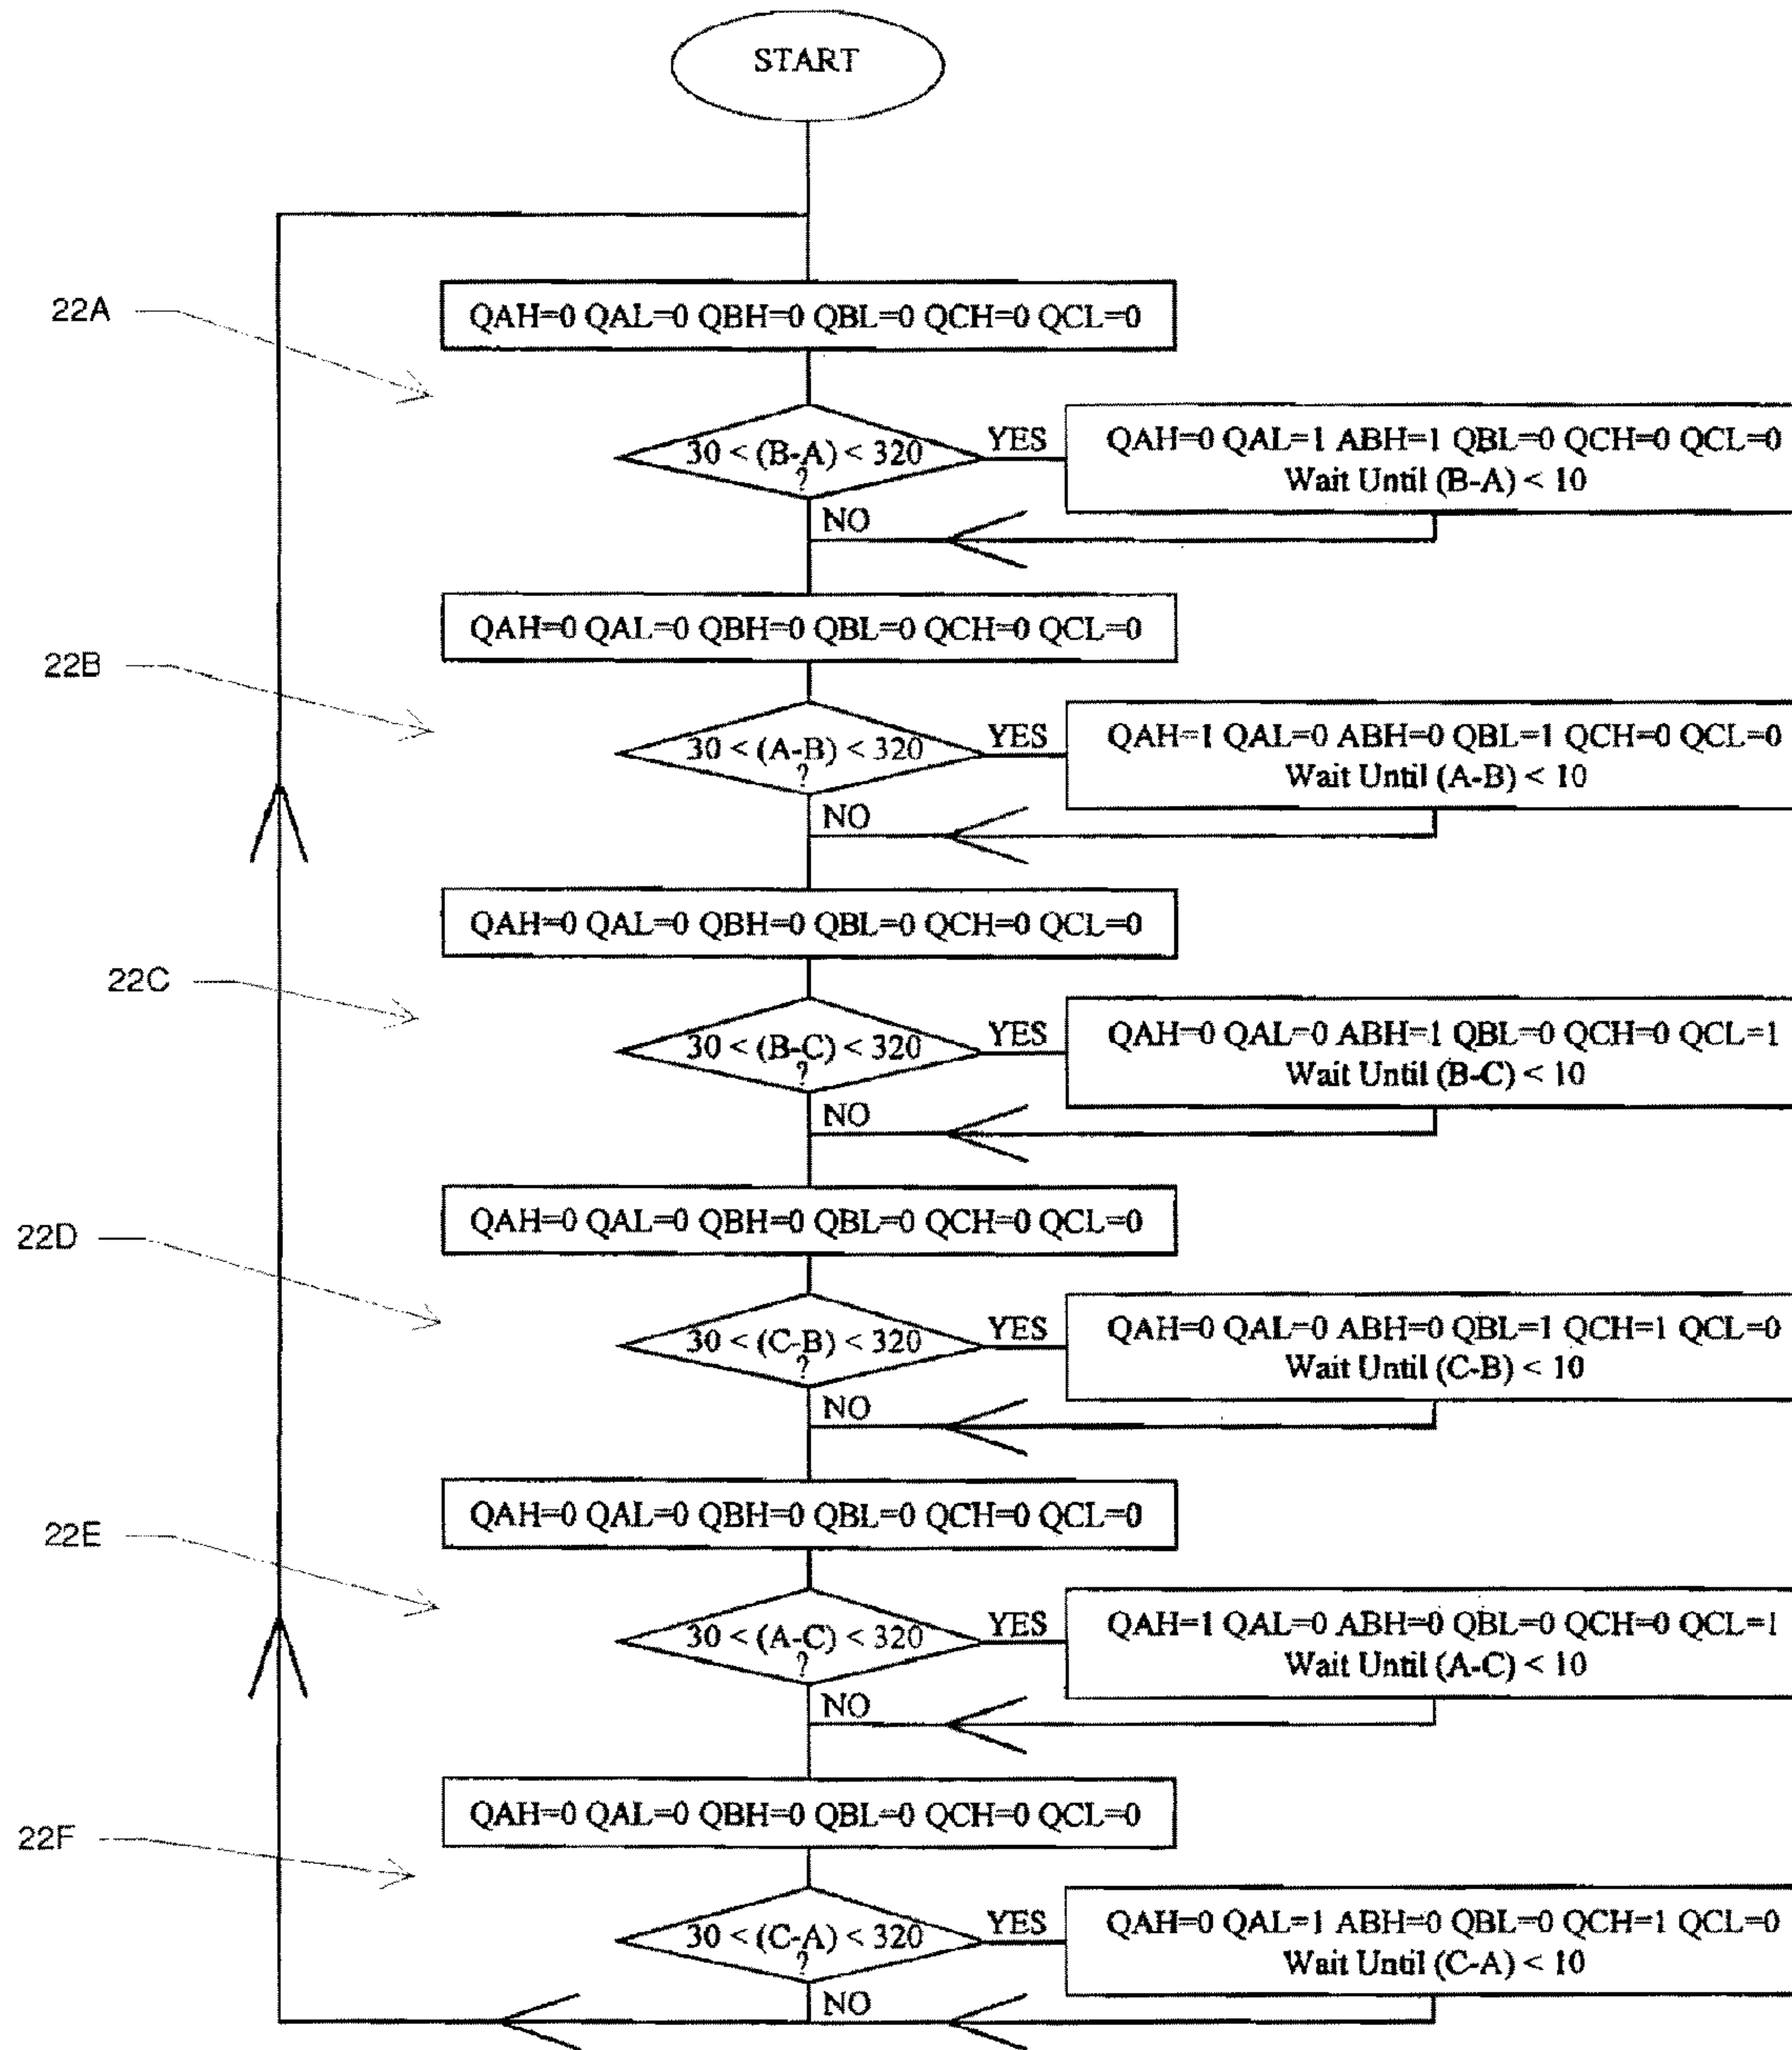 START
22A
QAH=0 QAL=0 QBH=0 QBL=0 QCH=0 QCL=0
30 < (B-A) < 320
?
YES
QAH=0 QAL=1 ABH=1 QBL=0 QCH=0 QCL=0
Wait Until (B-A) < 10
NO
QAH=0 QAL=0 QBH=0 QBL=0 QCH=0 QCL=0
22B
30 < (A-B) < 320
?
YES
QAH=1 QAL=0 ABH=0 QBL=1 QCH=0 QCL=0
Wait Until (A-B) < 10
NO
QAH=0 QAL=0 QBH=0 QBL=0 QCH=0 QCL=0
22C
30 < (B-C) < 320
?
YES
QAH=0 QAL=0 ABH=1 QBL=0 QCH=0 QCL=1
Wait Until (B-C) < 10
NO
QAH=0 QAL=0 QBH=0 QBL=0 QCH=0 QCL=0
22D
30 < (C-B) < 320
?
YES
QAH=0 QAL=0 ABH=0 QBL=1 QCH=1 QCL=0
Wait Until (C-B) < 10
NO
QAH=0 QAL=0 QBH=0 QBL=0 QCH=0 QCL=0
22E
30 < (A-C) < 320
?
YES
QAH=1 QAL=0 ABH=0 QBL=0 QCH=0 QCL=1
Wait Until (A-C) < 10
NO
QAH=0 QAL=0 QBH=0 QBL=0 QCH=0 QCL=0
22F
30 < (C-A) < 320
?
YES
QAH=0 QAL=1 ABH=0 QBL=0 QCH=1 QCL=0
Wait Until (C-A) < 10
NO